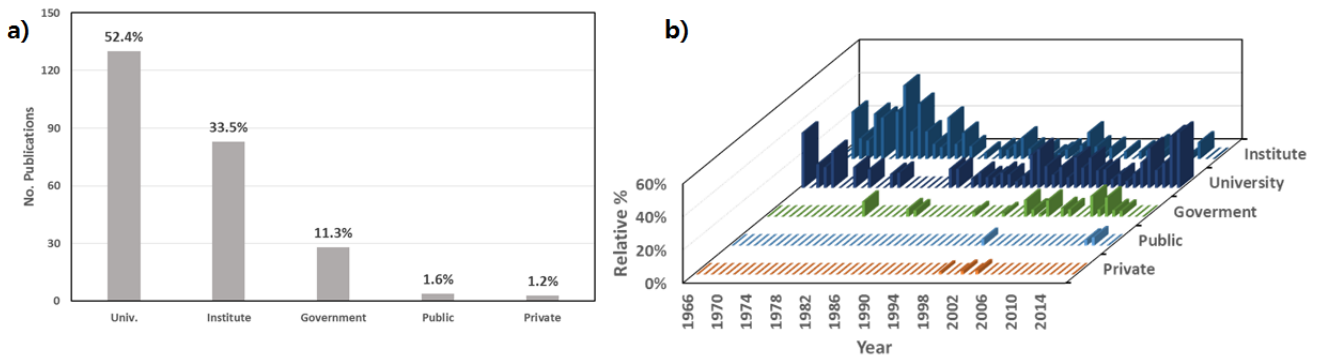 a)
No. Publications
150
120
90
60
30
0
52.4%
33.5%
11.3%
1.6%
1.2%
Univ.
Institute
Government
Public
Private
b)
Relative %
60%
40%
20%
0%
Institute
University
Goverment
Public
Private
1966
1970
1974
1978
1982
1986
1990
1994
1998
2002
2006
2010
2014
Year